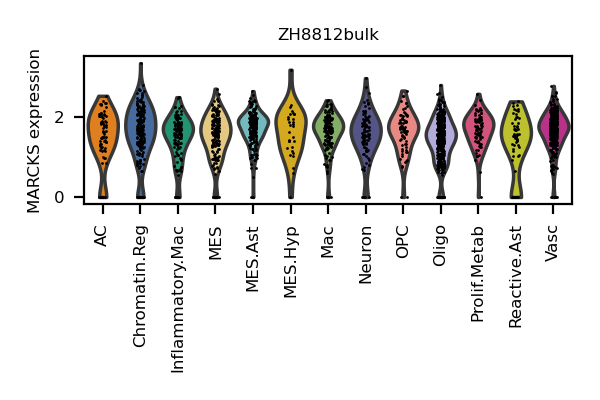 ZH8812bulk
MARCKS expression
2
0
AC
Chromatin.Reg
Inflammatory.Mac
MES
MES.Ast
MES.Hyp
Mac
Neuron
OPC
Oligo
Prolif.Metab
Reactive.Ast
Vasc